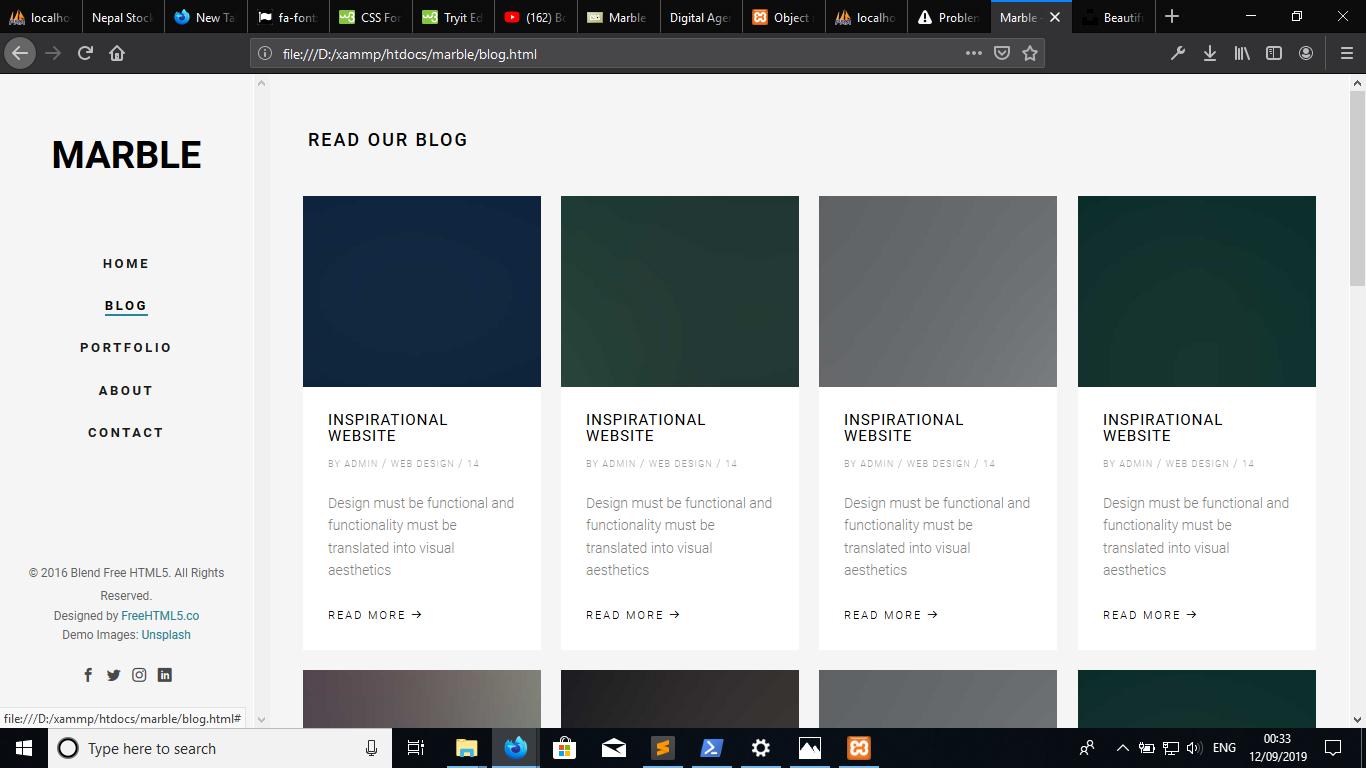 localho
Nepal Stock
New Ta
fa-font
CSS For
Tryit Ed
(162) Bo
Marble
Digital Ager
Object
localho
Problen
Marble -
Beautif
file:///D:/xammp/htdocs/marble/blog.html
MARBLE
HOME
BLOG
PORTFOLIO
ABOUT
CONTACT
© 2016 Blend Free HTML5. All Rights
Reserved.
Designed by FreeHTML5.co
Demo Images: Unsplash
file:///D:/xammp/htdocs/marble/blog.html#
READ OUR BLOG
INSPIRATIONAL
WEBSITE
BY ADMIN / WEB DESIGN / 14
Design must be functional and
functionality must be
translated into visual
aesthetics
READ MORE →
INSPIRATIONAL
WEBSITE
BY ADMIN / WEB DESIGN / 14
Design must be functional and
functionality must be
translated into visual
aesthetics
READ MORE →
INSPIRATIONAL
WEBSITE
BY ADMIN / WEB DESIGN / 14
Design must be functional and
functionality must be
translated into visual
aesthetics
READ MORE →
INSPIRATIONAL
WEBSITE
BY ADMIN / WEB DESIGN / 14
Design must be functional and
functionality must be
translated into visual
aesthetics
READ MORE →
Type here to search
ENG
00:33
12/09/2019